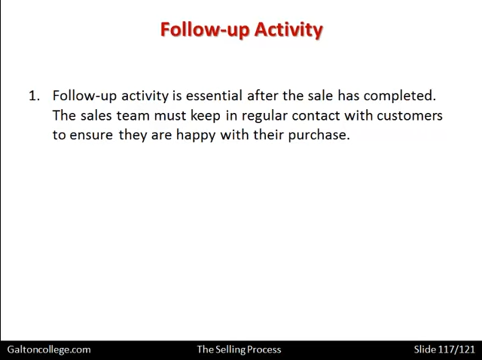 Follow-up Activity
1. Follow-up activity is essential after the sale has completed.
The sales team must keep in regular contact with customers
to ensure they are happy with their purchase.
Galtoncollege.com The Selling Process Slide 117/121